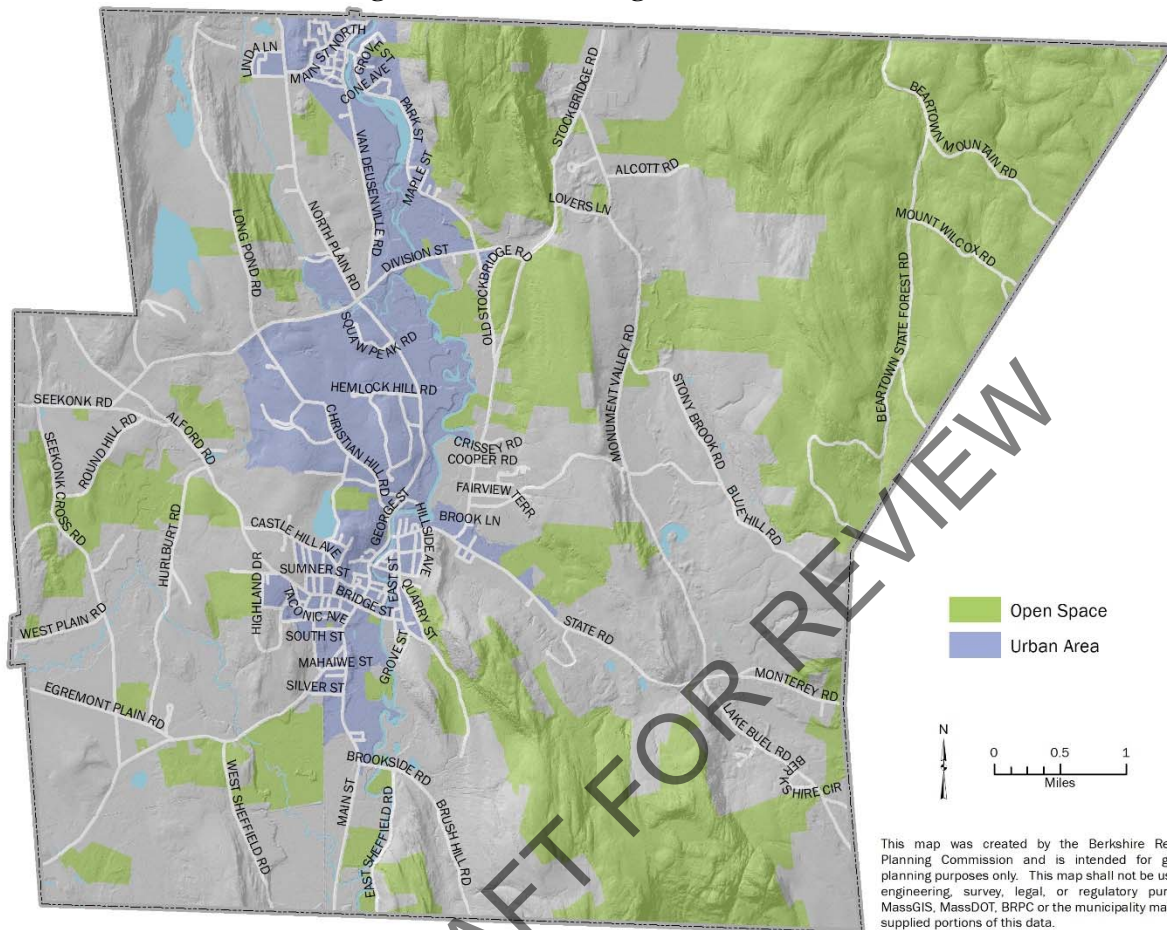 LINDA LN
MAIN ST NORTH
GROVE ST
CONE AVE
PARK ST
STOCKBRIDGE RD
BEARTOWN MOUNTAIN RD
VAN DEUSENVILLE RD
MAPLE ST
ALCOTT RD
LOVERS LN
LONG POND RD
NORTH PLAIN RD
DIVISION ST
OLD STOCKBRIDGE RD
MOUNT WILCOX RD
BEARTOWN STATE FOREST RD
SQUAW PEAK RD
MONUMENT VALLEY RD
HEMLOCK HILL RD
STONY BROOK RD
SEEKONK RD
ROUND HILL RD
ALFORD RD
CHRISTIAN HILL RD
CRISSEY RD
COOPER RD
SEEKONK CROSS RD
FAIRVIEW TERR
BLUE HILL RD
HURLBURT RD
GEORGE ST
HILLSIDE AVE
BROOK LN
CASTLE HILL AVE
SUMNER ST
EAST ST
HIGHLAND DR
BRIDGE ST
QUARRY ST
TACONIC AVE
STATE RD
WEST PLAIN RD
SOUTH ST
GROVE ST
MAHAIWE ST
SILVER ST
MONTEREY RD
EGREMONT PLAIN RD
LAKE BUEL RD
BERKSHIRE CIR
BROOKSIDE RD
WEST SHEFFIELD RD
MAIN ST
EAST SHEFFIELD RD
BRUSH HILL RD
Open Space
Urban Area
N
0 0.5 1
Miles
This map was created by the Berkshire Re
Planning Commission and is intended for g
planning purposes only. This map shall not be us
engineering, survey, legal, or regulatory pur
MassGIS, MassDOT, BRPC or the municipality ma
supplied portions of this data.
AFT FOR REVIEW